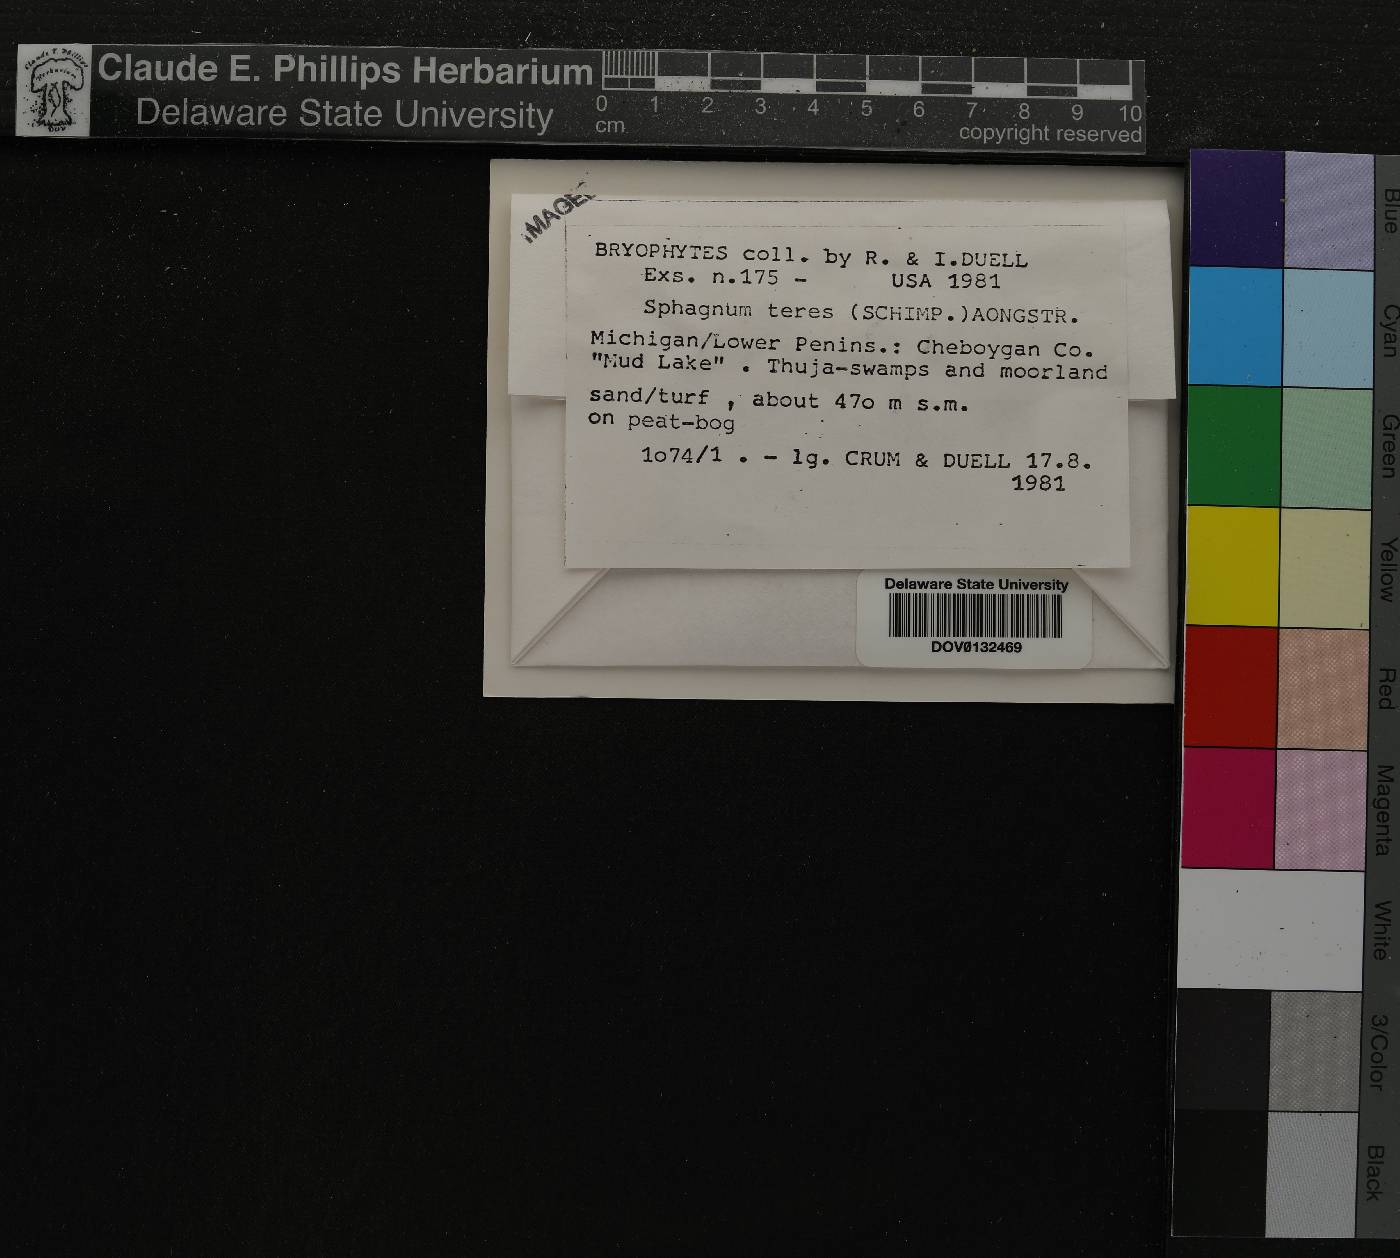 Claude E. Phillips Herbarium
Delaware State University
0 1 2 3 4 5 6 7 8 9 10
cm
copyright reserved
IMAGED
BRYOPHYTES coll. by R. & I.DUELL
Exs. n.175 - USA 1981
Sphagnum teres (SCHIMP.)AONGSTR.
Michigan/Lower Penins.: Cheboygan Co.
"Mud Lake" . Thuja-swamps and moorland
sand/turf , about 47o m s.m.
on peat-bog
1o74/1 . - lg. CRUM & DUELL 17.8.
1981
Delaware State University
DOV0132469
Blue
Cyan
Green
Yellow
Red
Magenta
White
3/Color
Black